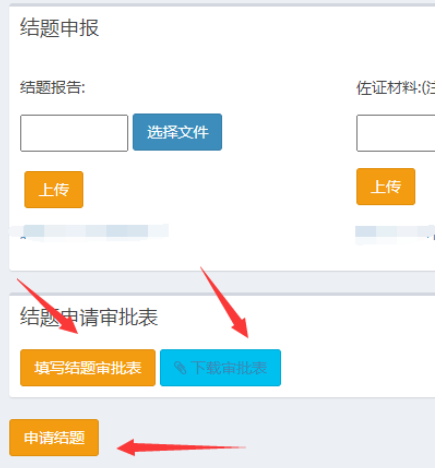 结题申报
结题报告: 佐证材料:(注
选择文件
上传 上传
结题申请审批表
填写结题审批表 下载审批表
申请结题